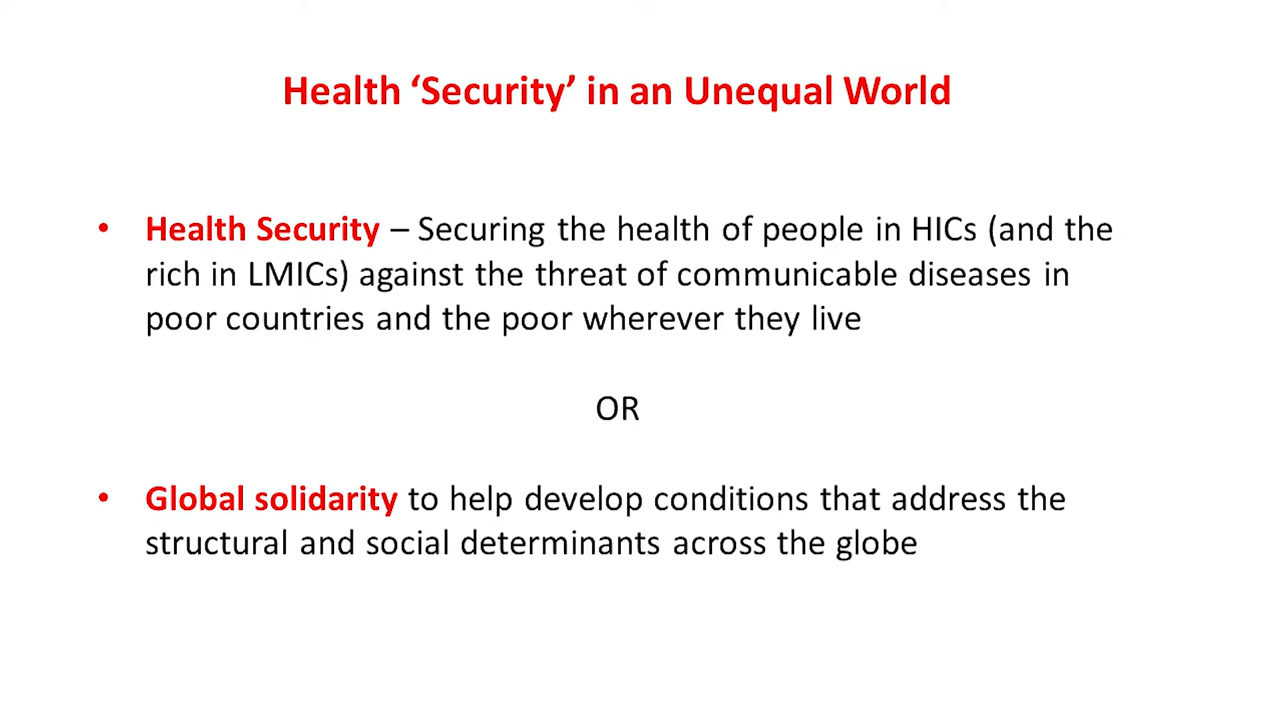 Health ‘Security’ in an Unequal World
• Health Security – Securing the health of people in HICs (and the
rich in LMICs) against the threat of communicable diseases in
poor countries and the poor wherever they live
OR
• Global solidarity to help develop conditions that address the
structural and social determinants across the globe